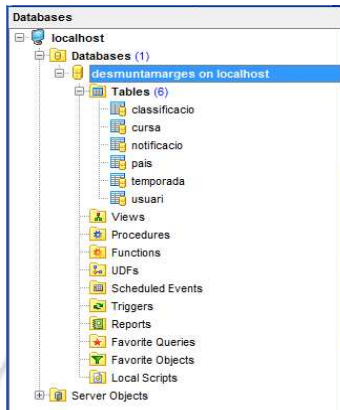 Databases
localhost
Databases (1)
desmuntamarges on localhost
Tables (6)
classificacio
cursa
notificacio
pais
temporada
usuari
Views
Procedures
Functions
UDFs
Scheduled Events
Triggers
Reports
Favorite Queries
Favorite Objects
Local Scripts
Server Objects